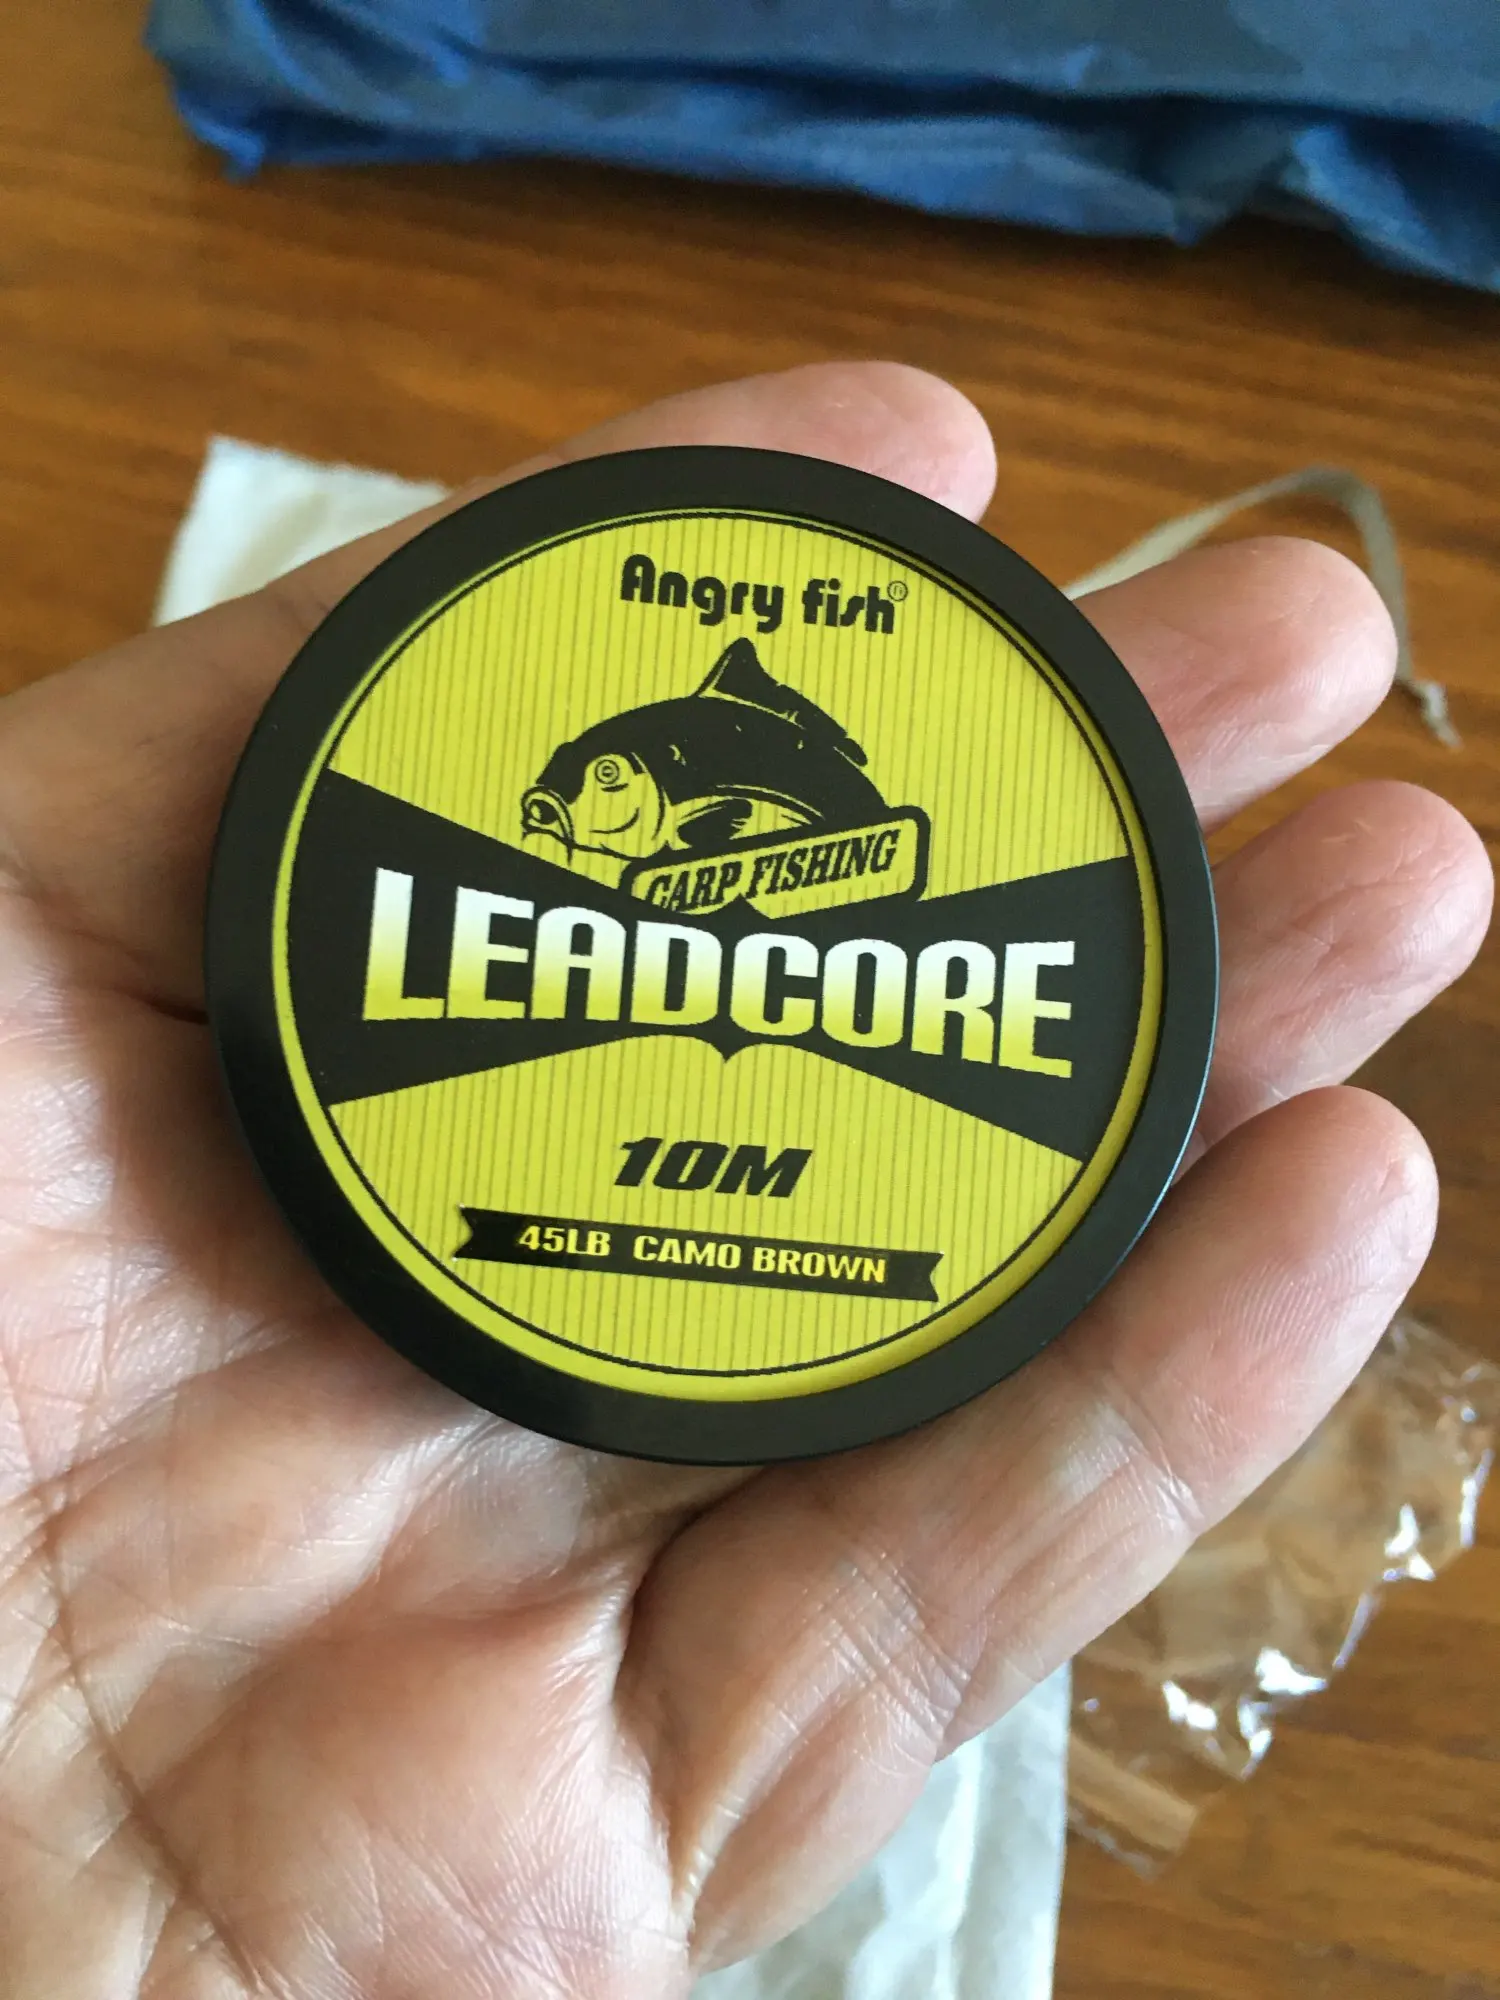 Angry fish®
CARP FISHING
LEADCORE
10M
45LB CAMO BROWN